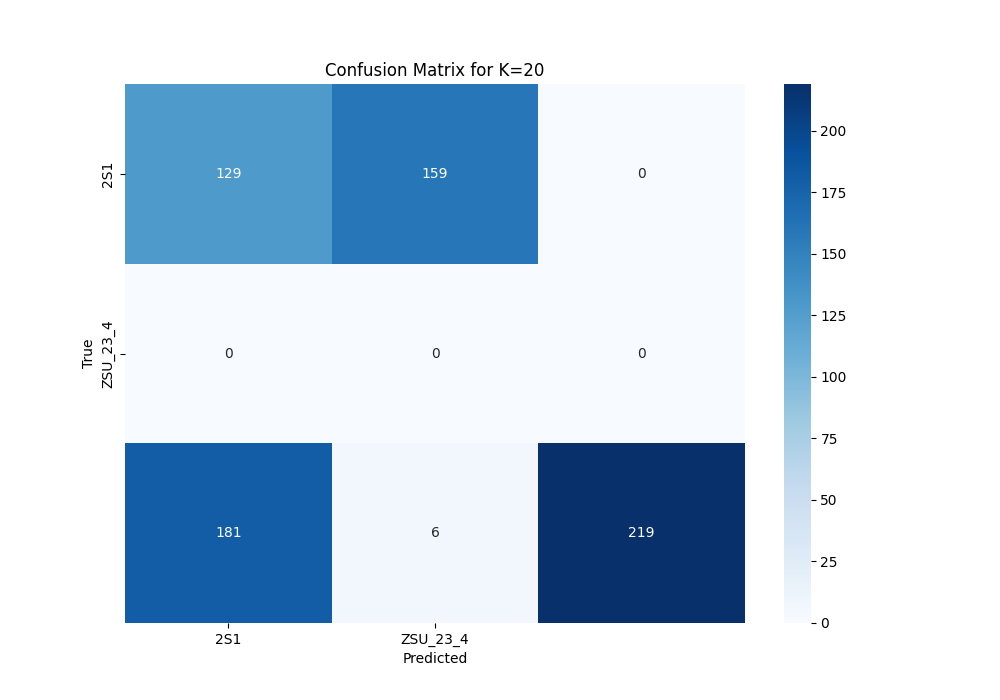 Confusion Matrix for K=20
True
2S1
129 159 0
ZSU_23_4
0 0 0
181 6 219
2S1 ZSU_23_4
Predicted
200
175
150
125
100
75
50
25
0